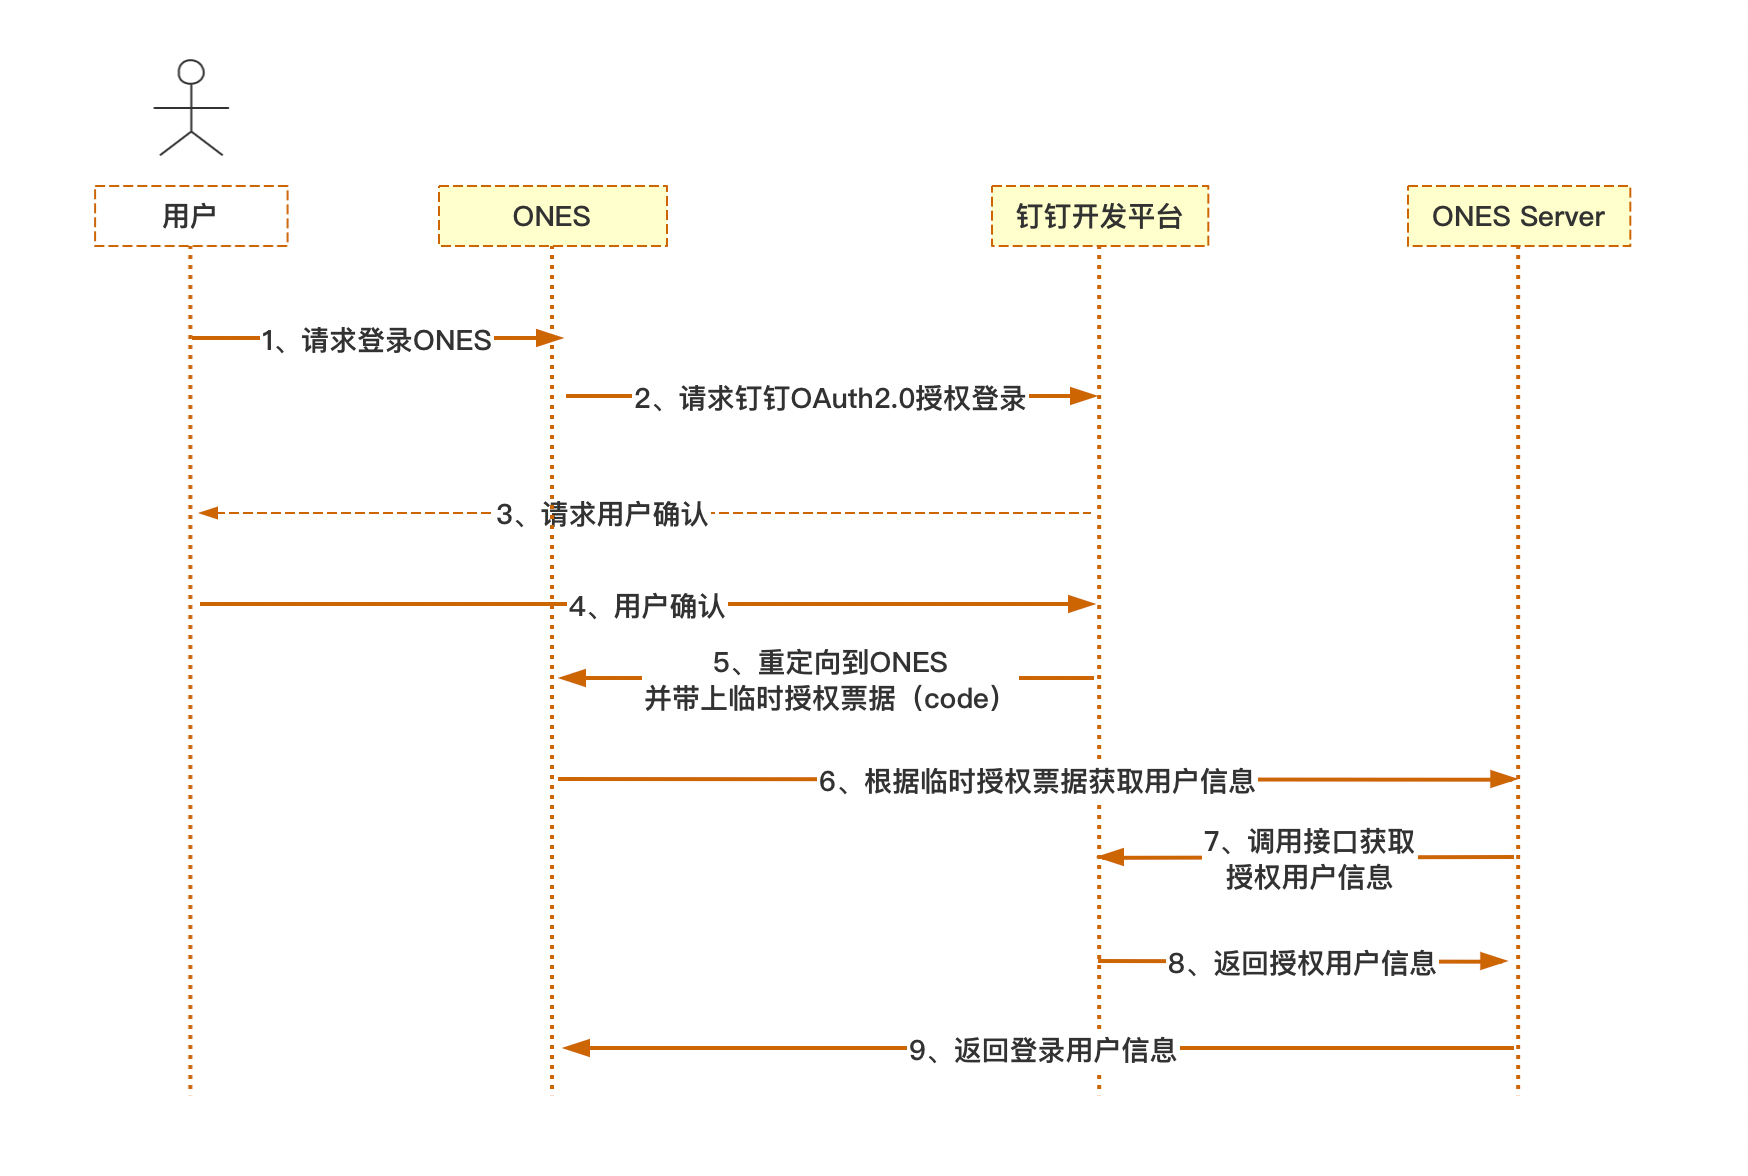 用户
ONES
钉钉开发平台
ONES Server
1、请求登录ONES
2、请求钉钉OAuth2.0授权登录
3、请求用户确认
4、用户确认
5、重定向到ONES
并带上临时授权票据（code）
6、根据临时授权票据获取用户信息
7、调用接口获取
授权用户信息
8、返回授权用户信息
9、返回登录用户信息